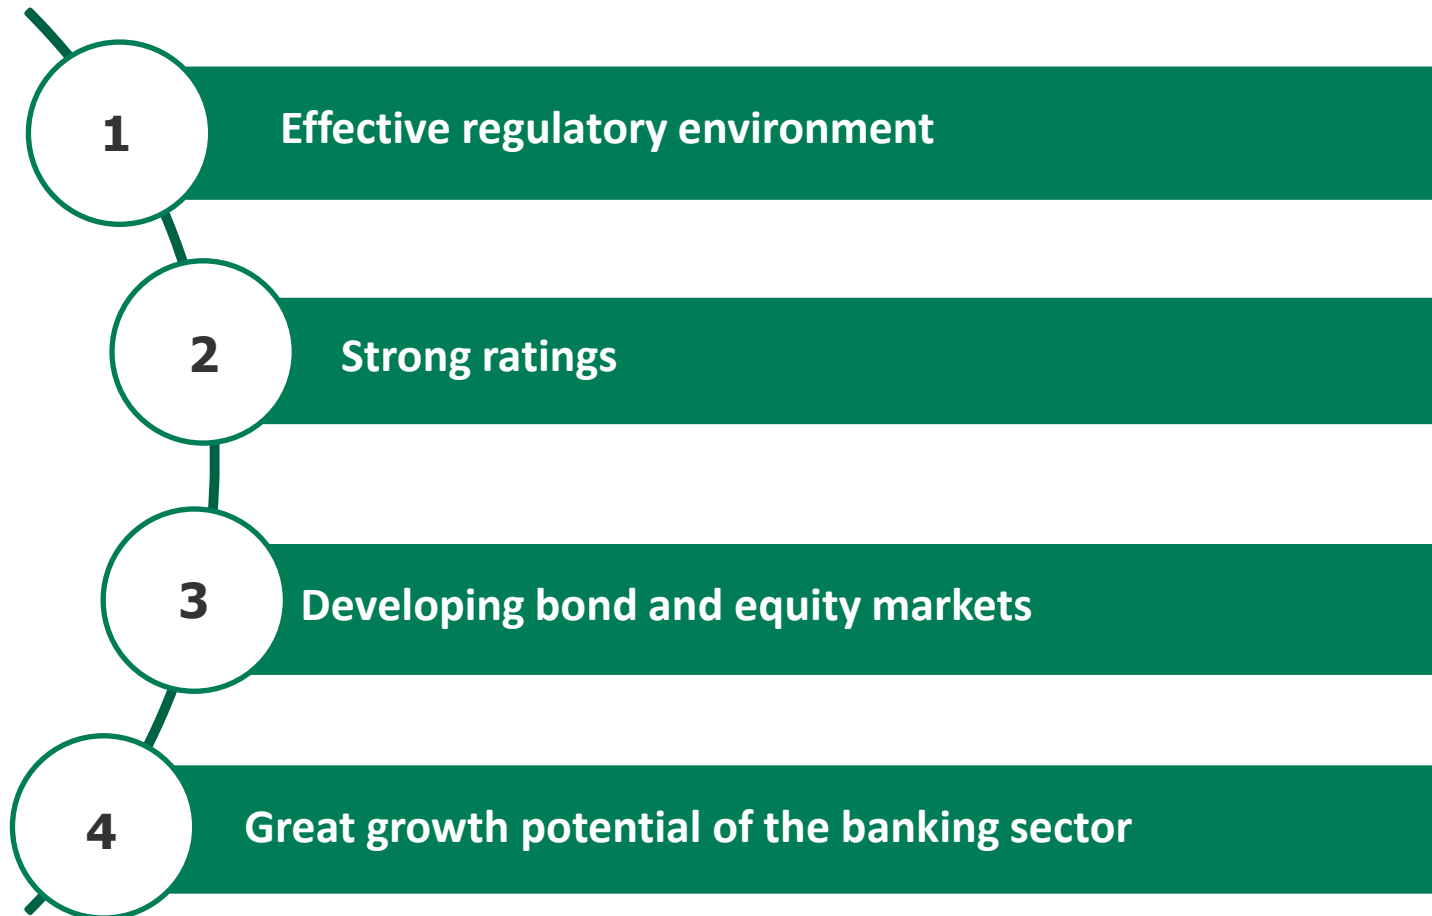 1
Effective regulatory environment
2
Strong ratings
3
Developing bond and equity markets
4
Great growth potential of the banking sector